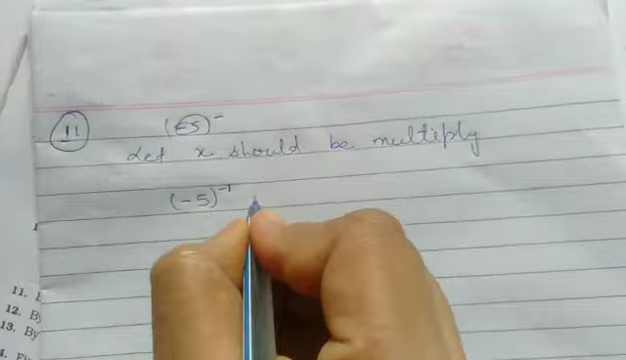 11 (-5)⁻
Let x should be multiply
(-5)⁻¹
11.
12. By
13. By